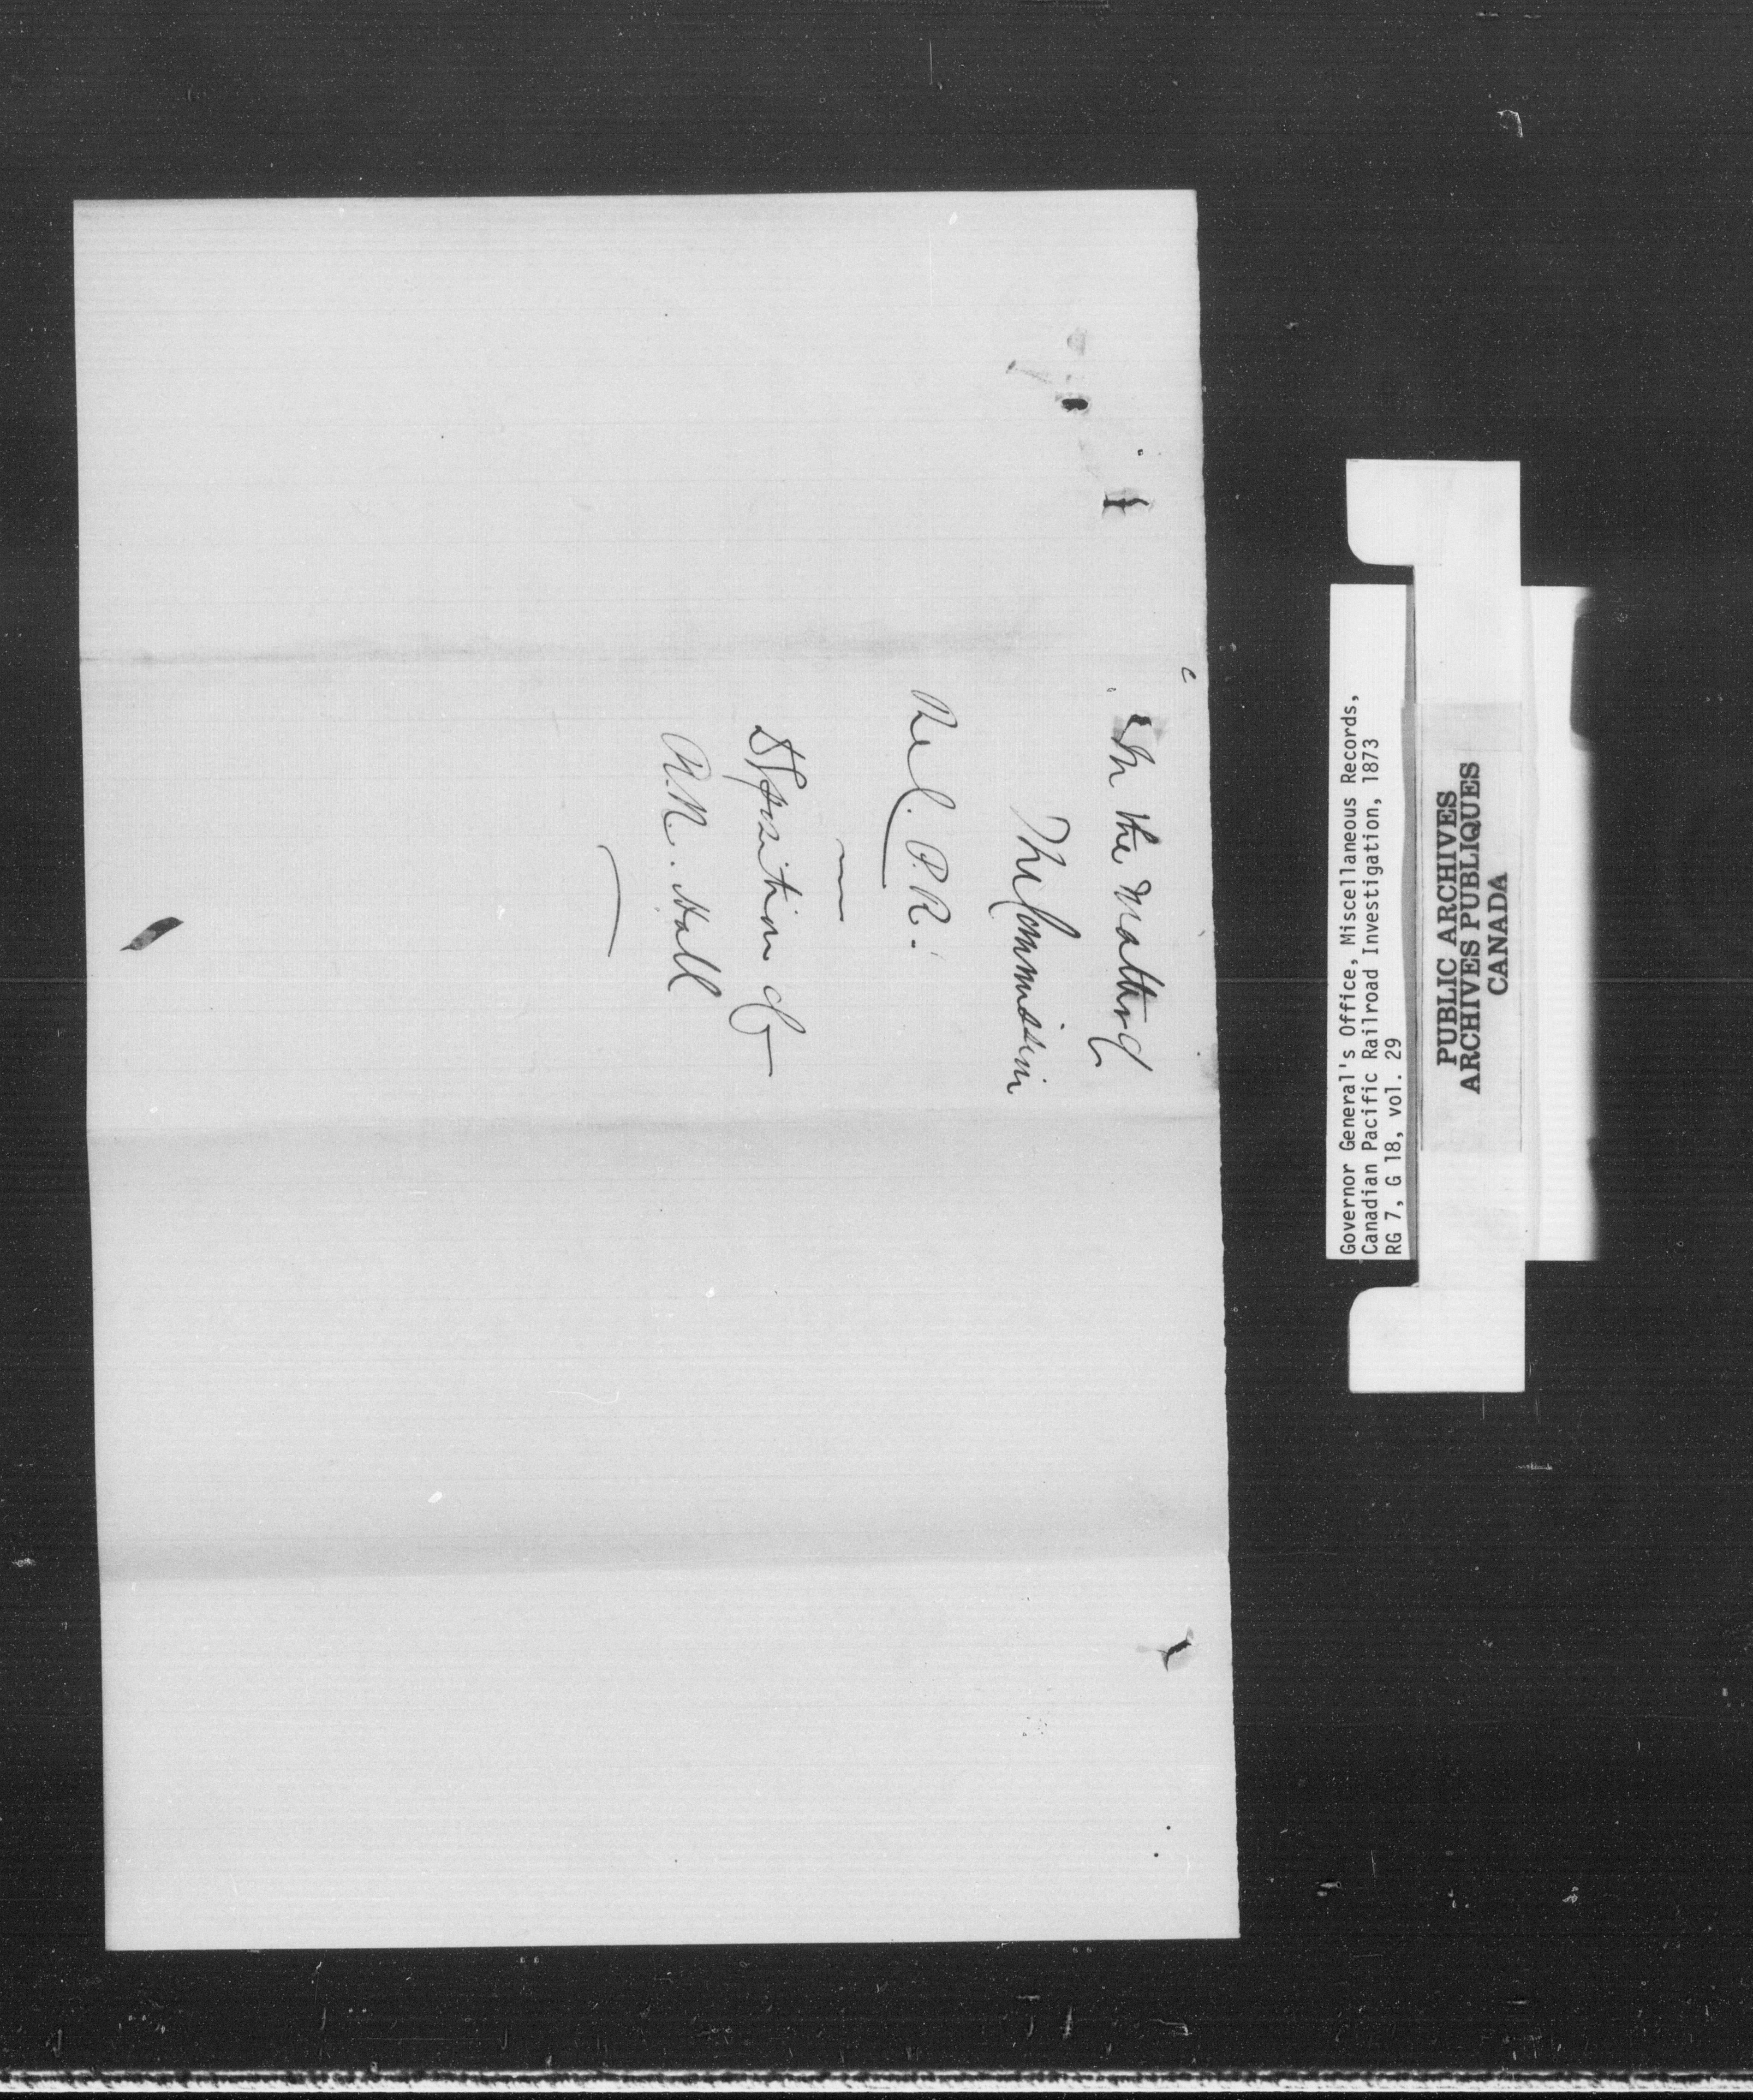 In the matter of
The Commission
Re C. P. R.
Deposition of
R. N. Hall
Governor General's Office, Miscellaneous Records,
Canadian Pacific Railroad Investigation, 1873
RG 7, G 18, vol. 29
PUBLIC ARCHIVES
ARCHIVES PUBLIQUES
CANADA